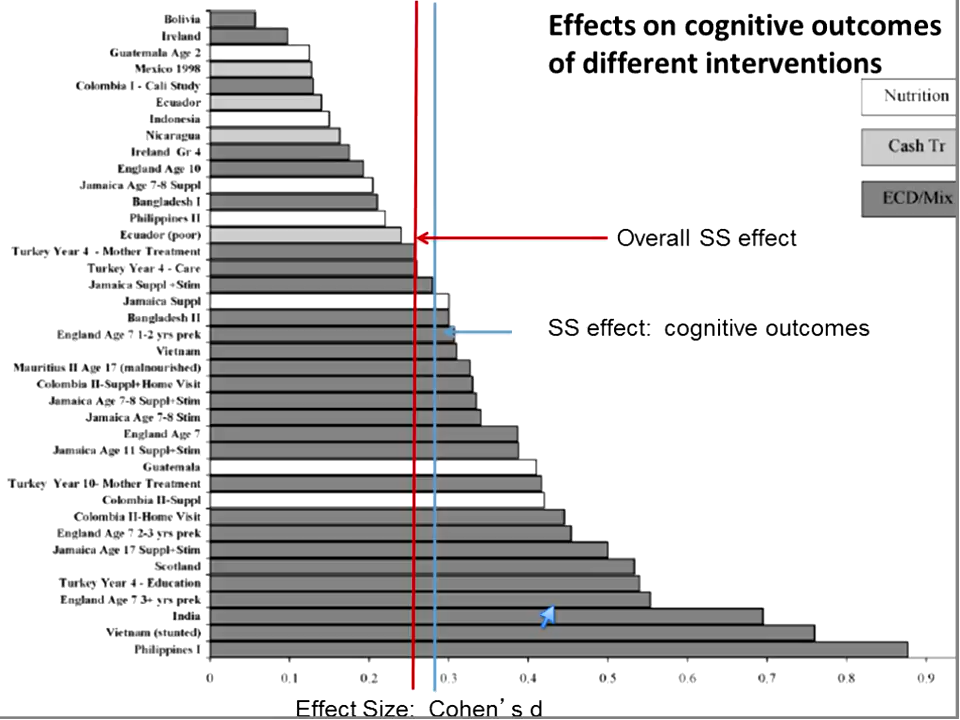 Effects on cognitive outcomes
of different interventions
Nutrition
Cash Tr
ECD/Mix
Bolivia
Ireland
Guatemala Age 2
Mexico 1998
Colombia I - Cali Study
Ecuador
Indonesia
Nicaragua
Ireland Gr 4
England Age 10
Jamaica Age 7-8 Suppl
Bangladesh I
Philippines II
Ecuador (poor)
Overall SS effect
Turkey Year 4 - Mother Treatment
Turkey Year 4 - Care
Jamaica Suppl +Stim
Jamaica Suppl
Bangladesh II
SS effect: cognitive outcomes
England Age 7 1-2 yrs prek
Vietnam
Mauritius II Age 17 (malnourished)
Colombia II-Suppl+Home Visit
Jamaica Age 7-8 Suppl+Stim
Jamaica Age 7-8 Stim
England Age 7
Jamaica Age 11 Suppl+Stim
Guatemala
Turkey Year 10- Mother Treatment
Colombia II-Suppl
Colombia II-Home Visit
England Age 7 2-3 yrs prek
Jamaica Age 17 Suppl+Stim
Scotland
Turkey Year 4 - Education
England Age 7 3+ yrs prek
India
Vietnam (stunted)
Philippines I
0 0.1 0.2 0.3 0.4 0.5 0.6 0.7 0.8 0.9
Effect Size: Cohen's d